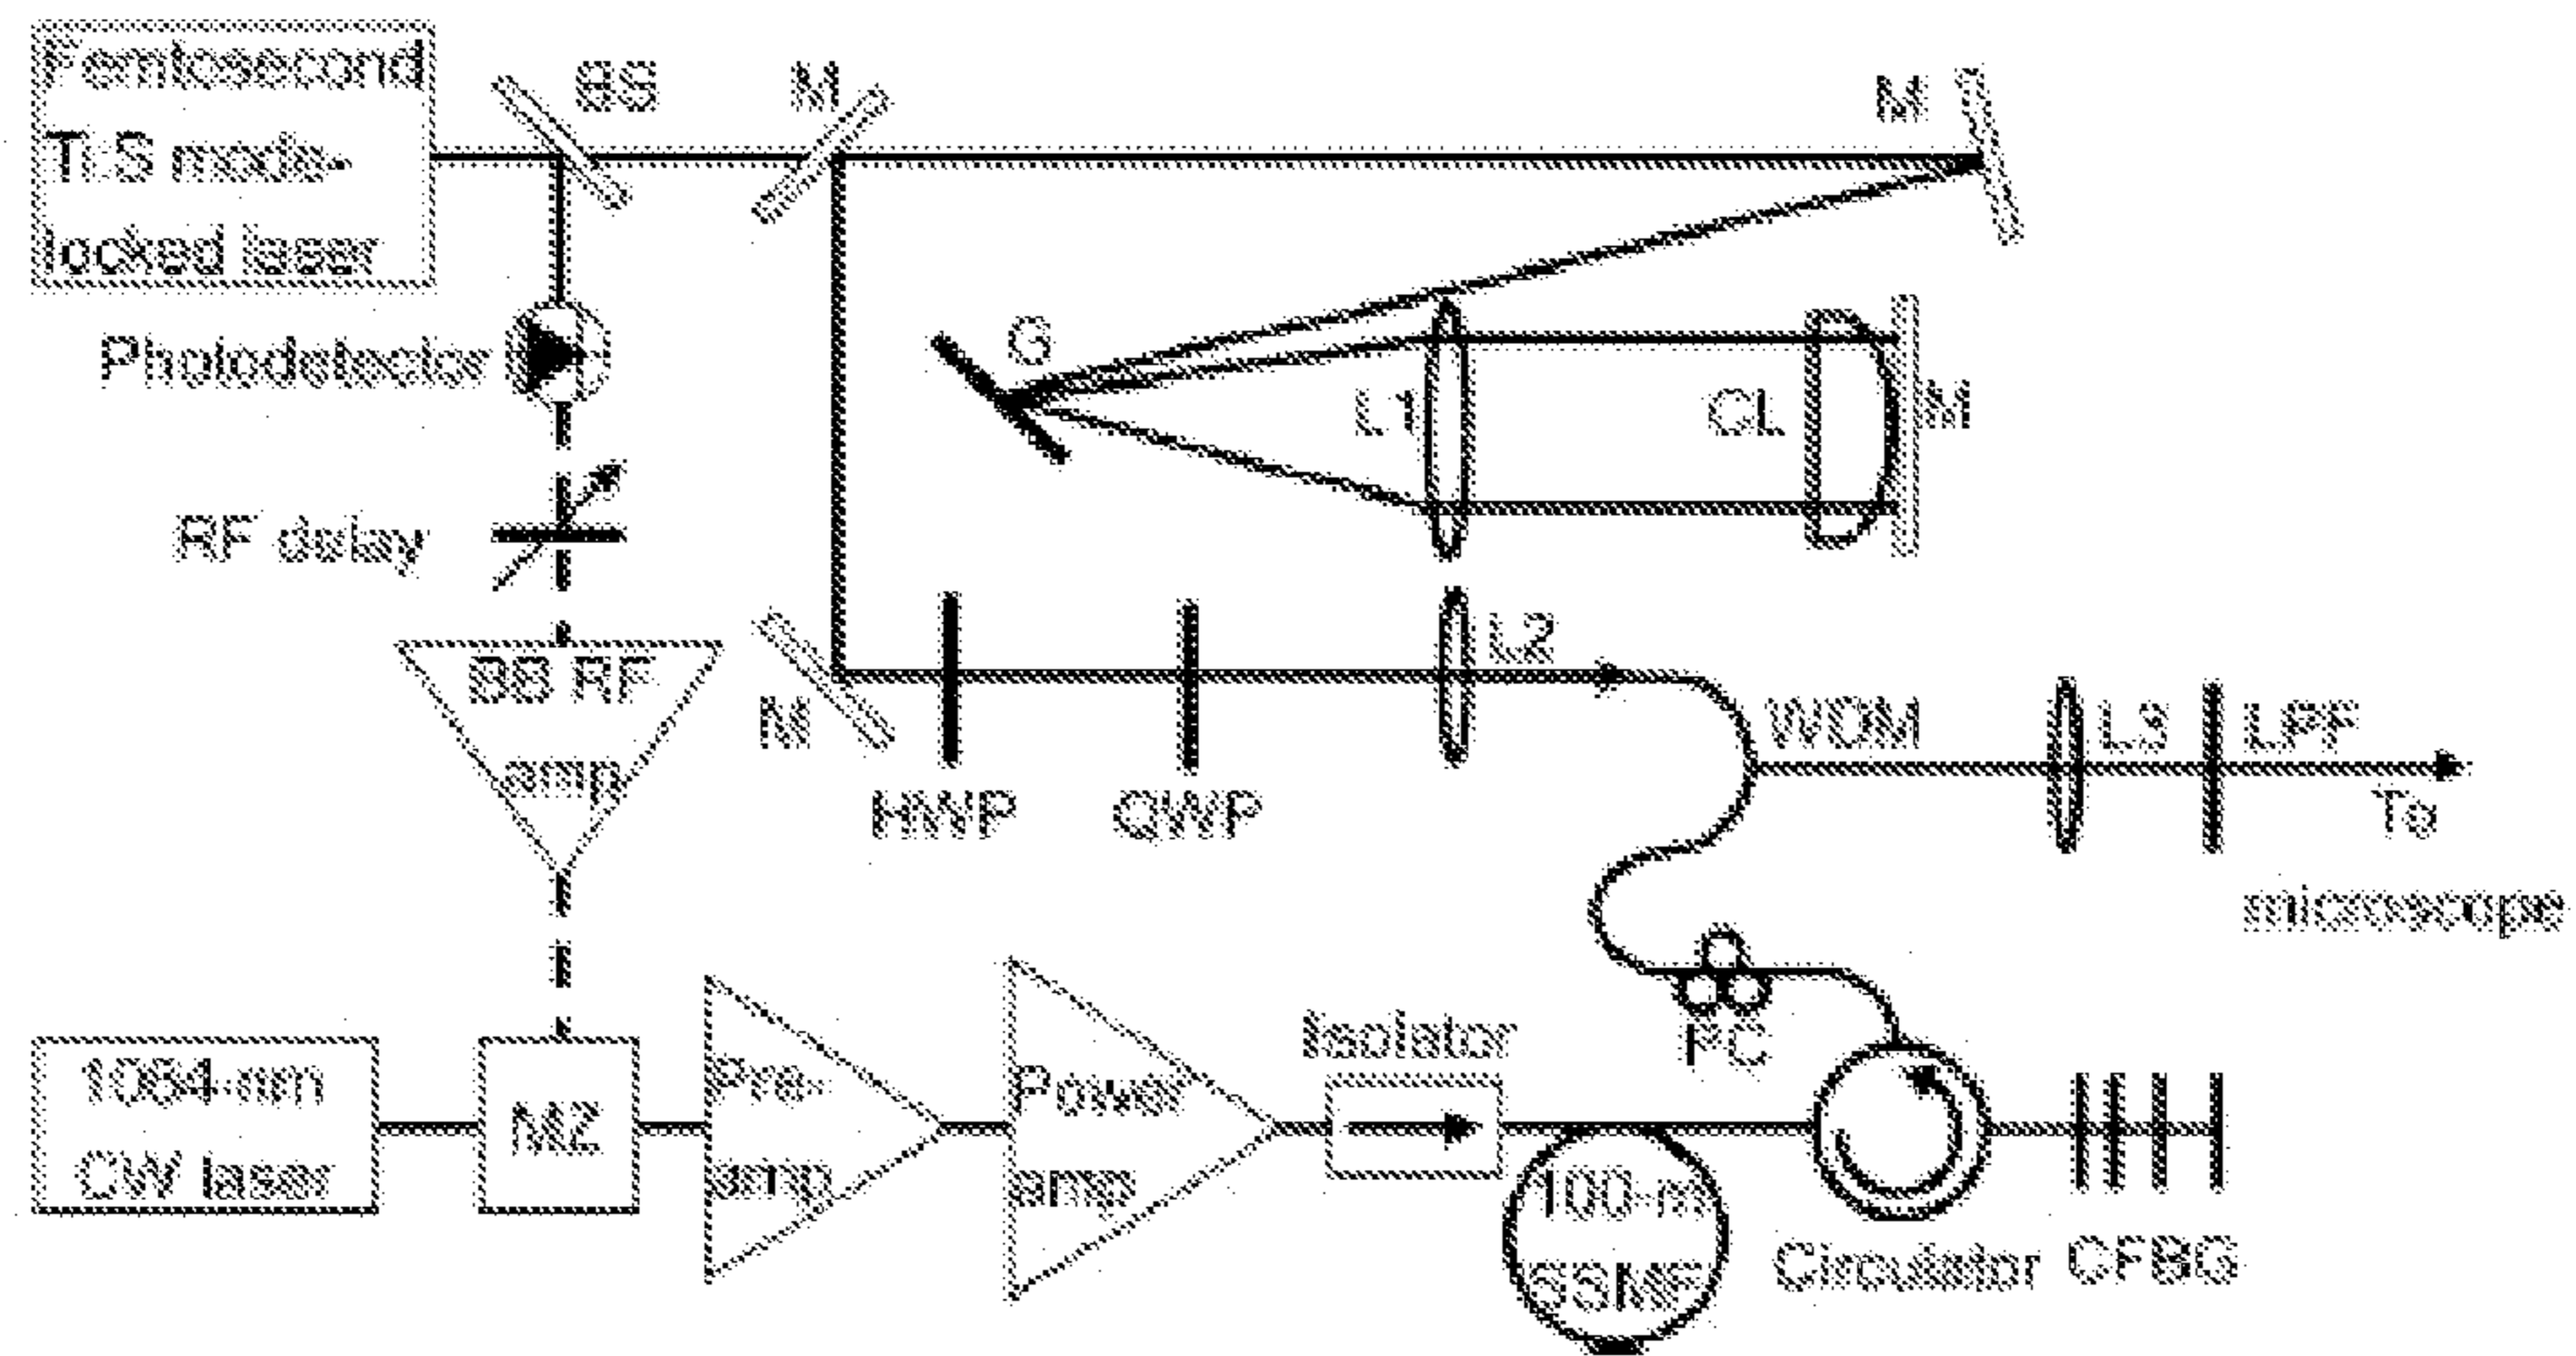 Femtosecond
Ti:S mode-
locked laser
BS
M
M
Photodetector
G
L1
CL
M
RF delay
BB RF
amp
M
HWP
QWP
L2
WDM
L3
LPF
To
microscope
1064-nm
CW laser
MZ
Pre-
amp
Power
amp
Isolator
PC
100-m
SSMF
Circulator
CFBG